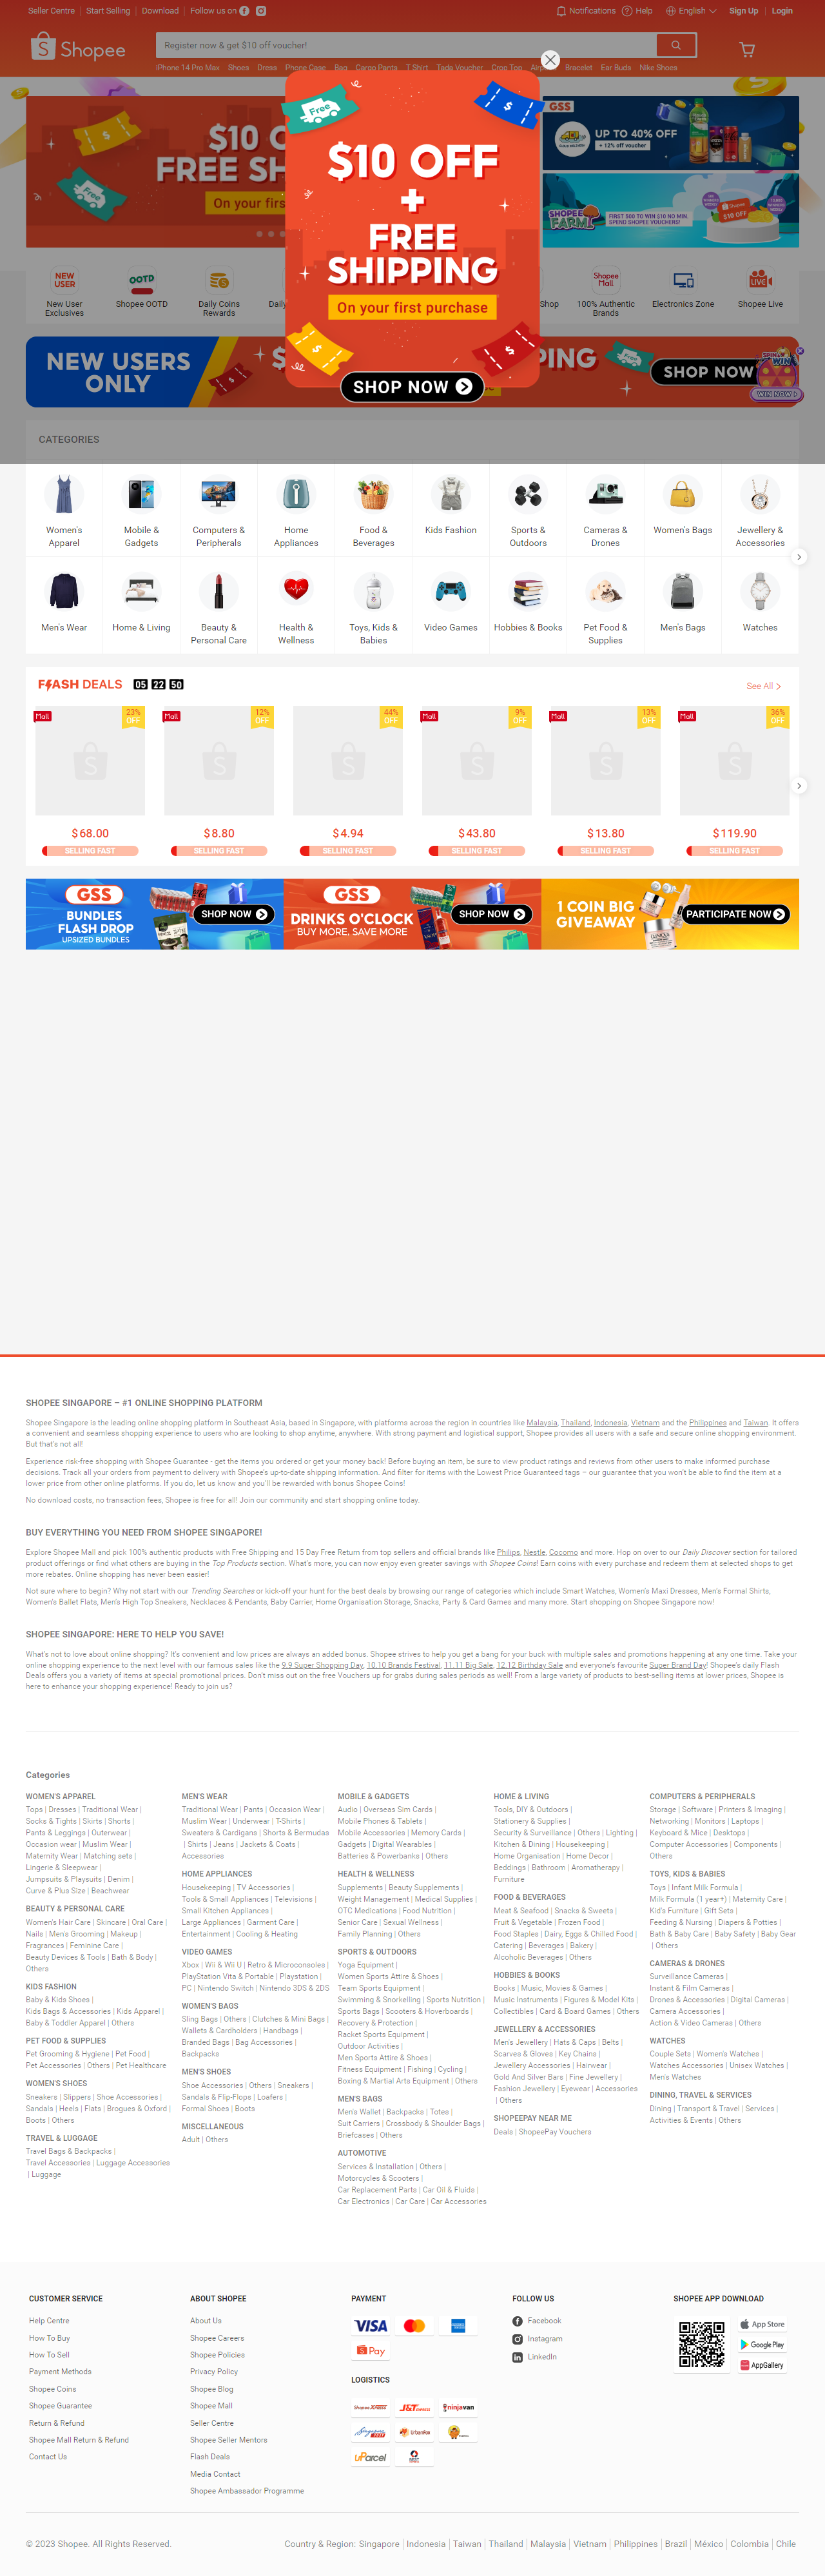 Seller Centre | Start Selling | Download | Follow us on
Notifications Help English Sign Up | Login
Shopee
Register now & get $10 off voucher!
iPhone 14 Pro Max Shoes Dress Phone Case Bag Cargo Pants T Shirt Tada Voucher Crop Top Bracelet Ear Buds Nike Shoes
Free
$10 OFF
+
FREE
SHIPPING
On your first purchase
SHOP NOW
GSS
UP TO 40% OFF
+ 12% off voucher
SHOPEE
FARM
FIRST 500 TO WIN $10 NO MIN.
SPEND SHOPEE VOUCHERS
$10 OFF
NEW
USER
New User
Exclusives
OOTD
Shopee OOTD
Daily Coins
Rewards
Shopee
Mall
100% Authentic
Brands
Electronics Zone
LIVE
Shopee Live
NEW USERS
ONLY
SHOP NOW
WIN NOW
CATEGORIES
Women's
Apparel
Mobile &
Gadgets
Computers &
Peripherals
Home
Appliances
Food &
Beverages
Kids Fashion
Sports &
Outdoors
Cameras &
Drones
Women's Bags
Jewellery &
Accessories
Men's Wear
Home & Living
Beauty &
Personal Care
Health &
Wellness
Toys, Kids &
Babies
Video Games
Hobbies & Books
Pet Food &
Supplies
Men's Bags
Watches
FLASH DEALS 05 22 50
See All
Mall 23% OFF
Mall 12% OFF
44% OFF
Mall 9% OFF
Mall 13% OFF
Mall 36% OFF
$68.00 $8.80 $4.94 $43.80 $13.80 $119.90
SELLING FAST SELLING FAST SELLING FAST SELLING FAST SELLING FAST SELLING FAST
GSS
BUNDLES
FLASH DROP
UPSIZED BUNDLES
SHOP NOW
GSS
DRINKS O'CLOCK
BUY MORE, SAVE MORE
SHOP NOW
1 COIN BIG
GIVEAWAY
PARTICIPATE NOW
SHOPEE SINGAPORE – #1 ONLINE SHOPPING PLATFORM
Shopee Singapore is the leading online shopping platform in Southeast Asia, based in Singapore, with platforms across the region in countries like Malaysia, Thailand, Indonesia, Vietnam and the Philippines and Taiwan. It offers
a convenient and seamless shopping experience to users who are looking to shop anytime, anywhere. With strong payment and logistical support, Shopee provides all users with a safe and secure online shopping environment.
But that's not all!
Experience risk-free shopping with Shopee Guarantee - get the items you ordered or get your money back! Before buying an item, be sure to view product ratings and reviews from other users to make informed purchase
decisions. Track all your orders from payment to delivery with Shopee's up-to-date shipping information. And filter for items with the Lowest Price Guaranteed tags – our guarantee that you won't be able to find the item at a
lower price from other online platforms. If you do, let us know and you'll be rewarded with bonus Shopee Coins!
No download costs, no transaction fees, Shopee is free for all! Join our community and start shopping online today.
BUY EVERYTHING YOU NEED FROM SHOPEE SINGAPORE!
Explore Shopee Mall and pick 100% authentic products with Free Shipping and 15 Day Free Return from top sellers and official brands like Philips, Nestle, Cocomo and more. Hop on over to our Daily Discover section for tailored
product offerings or find what others are buying in the Top Products section. What's more, you can now enjoy even greater savings with Shopee Coins! Earn coins with every purchase and redeem them at selected shops to get
more rebates. Online shopping has never been easier!
Not sure where to begin? Why not start with our Trending Searches or kick-off your hunt for the best deals by browsing our range of categories which include Smart Watches, Women's Maxi Dresses, Men's Formal Shirts,
Women's Ballet Flats, Men's High Top Sneakers, Necklaces & Pendants, Baby Carrier, Home Organisation Storage, Snacks, Party & Card Games and many more. Start shopping on Shopee Singapore now!
SHOPEE SINGAPORE: HERE TO HELP YOU SAVE!
What's not to love about online shopping? It's convenient and low prices are always an added bonus. Shopee strives to help you get a bang for your buck with multiple sales and promotions happening at any one time. Take your
online shopping experience to the next level with our famous sales like the 9.9 Super Shopping Day, 10.10 Brands Festival, 11.11 Big Sale, 12.12 Birthday Sale and everyone's favourite Super Brand Day! Shopee's daily Flash
Deals offers you a variety of items at special promotional prices. Don't miss out on the free Vouchers up for grabs during sales periods as well! From a large variety of products to best-selling items at lower prices, Shopee is
here to enhance your shopping experience! Ready to join us?
Categories
WOMEN'S APPAREL
Tops | Dresses | Traditional Wear |
Socks & Tights | Skirts | Shorts |
Pants & Leggings | Outerwear |
Occasion wear | Muslim Wear |
Maternity Wear | Matching sets |
Lingerie & Sleepwear |
Jumpsuits & Playsuits | Denim |
Curve & Plus Size | Beachwear
BEAUTY & PERSONAL CARE
Women's Hair Care | Skincare | Oral Care |
Nails | Men's Grooming | Makeup |
Fragrances | Feminine Care |
Beauty Devices & Tools | Bath & Body |
Others
KIDS FASHION
Baby & Kids Shoes |
Kids Bags & Accessories | Kids Apparel |
Baby & Toddler Apparel | Others
PET FOOD & SUPPLIES
Pet Grooming & Hygiene | Pet Food |
Pet Accessories | Others | Pet Healthcare
WOMEN'S SHOES
Sneakers | Slippers | Shoe Accessories |
Sandals | Heels | Flats | Brogues & Oxford |
Boots | Others
TRAVEL & LUGGAGE
Travel Bags & Backpacks |
Travel Accessories | Luggage Accessories
| Luggage
MEN'S WEAR
Traditional Wear | Pants | Occasion Wear |
Muslim Wear | Underwear | T-Shirts |
Sweaters & Cardigans | Shorts & Bermudas
| Shirts | Jeans | Jackets & Coats |
Accessories
HOME APPLIANCES
Housekeeping | TV Accessories |
Tools & Small Appliances | Televisions |
Small Kitchen Appliances |
Large Appliances | Garment Care |
Entertainment | Cooling & Heating
VIDEO GAMES
Xbox | Wii & Wii U | Retro & Microconsoles |
PlayStation Vita & Portable | Playstation |
PC | Nintendo Switch | Nintendo 3DS & 2DS
WOMEN'S BAGS
Sling Bags | Others | Clutches & Mini Bags |
Wallets & Cardholders | Handbags |
Branded Bags | Bag Accessories |
Backpacks
MEN'S SHOES
Shoe Accessories | Others | Sneakers |
Sandals & Flip-Flops | Loafers |
Formal Shoes | Boots
MISCELLANEOUS
Adult | Others
MOBILE & GADGETS
Audio | Overseas Sim Cards |
Mobile Phones & Tablets |
Mobile Accessories | Memory Cards |
Gadgets | Digital Wearables |
Batteries & Powerbanks | Others
HEALTH & WELLNESS
Supplements | Beauty Supplements |
Weight Management | Medical Supplies |
OTC Medications | Food Nutrition |
Senior Care | Sexual Wellness |
Family Planning | Others
SPORTS & OUTDOORS
Yoga Equipment |
Women Sports Attire & Shoes |
Team Sports Equipment |
Swimming & Snorkelling | Sports Nutrition |
Sports Bags | Scooters & Hoverboards |
Recovery & Protection |
Racket Sports Equipment |
Outdoor Activities |
Men Sports Attire & Shoes |
Fitness Equipment | Fishing | Cycling |
Boxing & Martial Arts Equipment | Others
MEN'S BAGS
Men's Wallet | Backpacks | Totes |
Suit Carriers | Crossbody & Shoulder Bags |
Briefcases | Others
AUTOMOTIVE
Services & Installation | Others |
Motorcycles & Scooters |
Car Replacement Parts | Car Oil & Fluids |
Car Electronics | Car Care | Car Accessories
HOME & LIVING
Tools, DIY & Outdoors |
Stationery & Supplies |
Security & Surveillance | Others | Lighting |
Kitchen & Dining | Housekeeping |
Home Organisation | Home Decor |
Beddings | Bathroom | Aromatherapy |
Furniture
FOOD & BEVERAGES
Meat & Seafood | Snacks & Sweets |
Fruit & Vegetable | Frozen Food |
Food Staples | Dairy, Eggs & Chilled Food |
Catering | Beverages | Bakery |
Alcoholic Beverages | Others
HOBBIES & BOOKS
Books | Music, Movies & Games |
Music Instruments | Figures & Model Kits |
Collectibles | Card & Board Games | Others
JEWELLERY & ACCESSORIES
Men's Jewellery | Hats & Caps | Belts |
Scarves & Gloves | Key Chains |
Jewellery Accessories | Hairwear |
Gold And Silver Bars | Fine Jewellery |
Fashion Jewellery | Eyewear | Accessories
| Others
SHOPEEPAY NEAR ME
Deals | ShopeePay Vouchers
COMPUTERS & PERIPHERALS
Storage | Software | Printers & Imaging |
Networking | Monitors | Laptops |
Keyboard & Mice | Desktops |
Computer Accessories | Components |
Others
TOYS, KIDS & BABIES
Toys | Infant Milk Formula |
Milk Formula (1 year+) | Maternity Care |
Kid's Furniture | Gift Sets |
Feeding & Nursing | Diapers & Potties |
Bath & Baby Care | Baby Safety | Baby Gear
| Others
CAMERAS & DRONES
Surveillance Cameras |
Instant & Film Cameras |
Drones & Accessories | Digital Cameras |
Camera Accessories |
Action & Video Cameras | Others
WATCHES
Couple Sets | Women's Watches |
Watches Accessories | Unisex Watches |
Men's Watches
DINING, TRAVEL & SERVICES
Dining | Transport & Travel | Services |
Activities & Events | Others
CUSTOMER SERVICE
Help Centre
How To Buy
How To Sell
Payment Methods
Shopee Coins
Shopee Guarantee
Return & Refund
Shopee Mall Return & Refund
Contact Us
ABOUT SHOPEE
About Us
Shopee Careers
Shopee Policies
Privacy Policy
Shopee Blog
Shopee Mall
Seller Centre
Shopee Seller Mentors
Flash Deals
Media Contact
Shopee Ambassador Programme
PAYMENT
VISA
Pay
LOGISTICS
J&T EXPRESS
ninjavan
urbanfox
uParcel
FOLLOW US
Facebook
Instagram
LinkedIn
SHOPEE APP DOWNLOAD
App Store
Google Play
AppGallery
© 2023 Shopee. All Rights Reserved.
Country & Region: Singapore | Indonesia | Taiwan | Thailand | Malaysia | Vietnam | Philippines | Brazil | México | Colombia | Chile